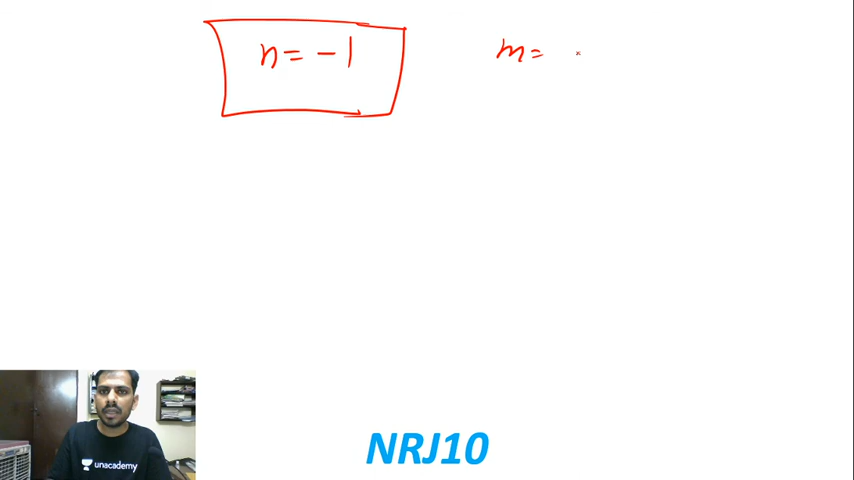 n = -1
m =
unacademy
NRJ10